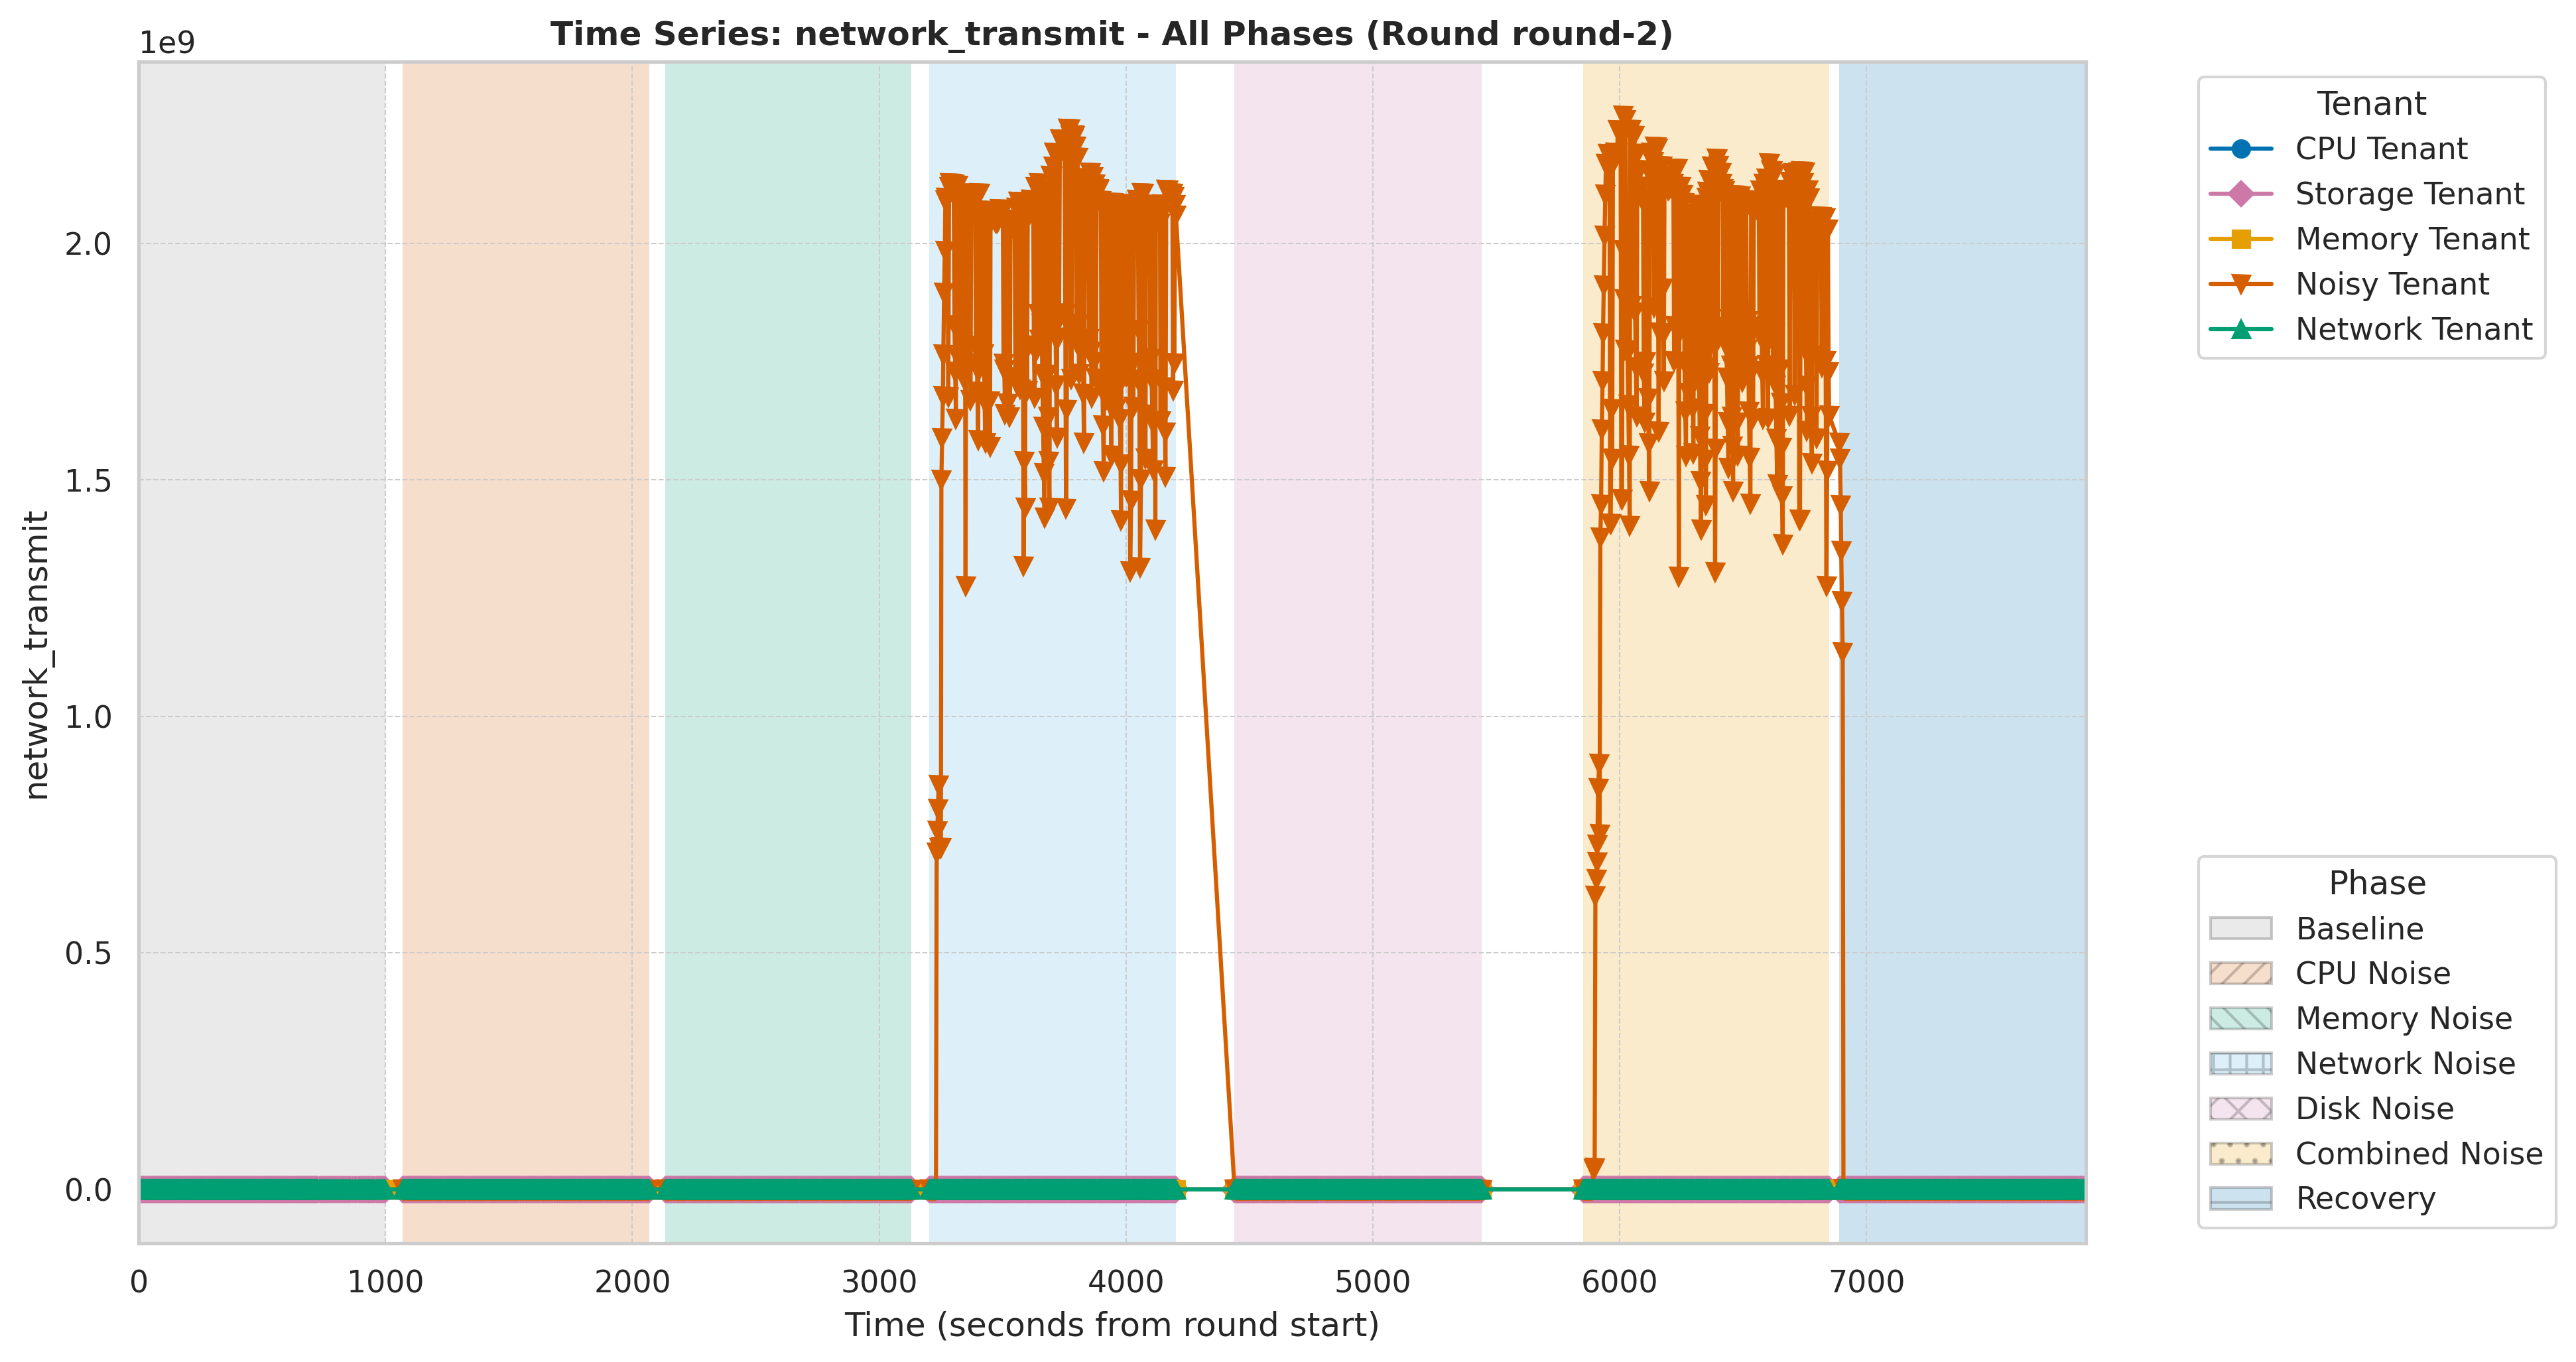 Time Series: network_transmit - All Phases (Round round-2)
1e9
network_transmit
2.0
1.5
1.0
0.5
0.0
0 1000 2000 3000 4000 5000 6000 7000
Time (seconds from round start)
Tenant
CPU Tenant
Storage Tenant
Memory Tenant
Noisy Tenant
Network Tenant
Phase
Baseline
CPU Noise
Memory Noise
Network Noise
Disk Noise
Combined Noise
Recovery